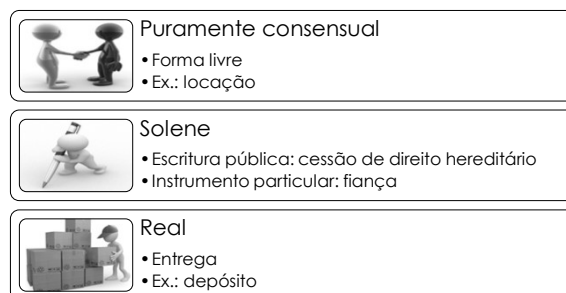 Puramente consensual
•Forma livre
•Ex.: locação
Solene
•Escritura pública: cessão de direito hereditário
•Instrumento particular: fiança
Real
•Entrega
•Ex.: depósito